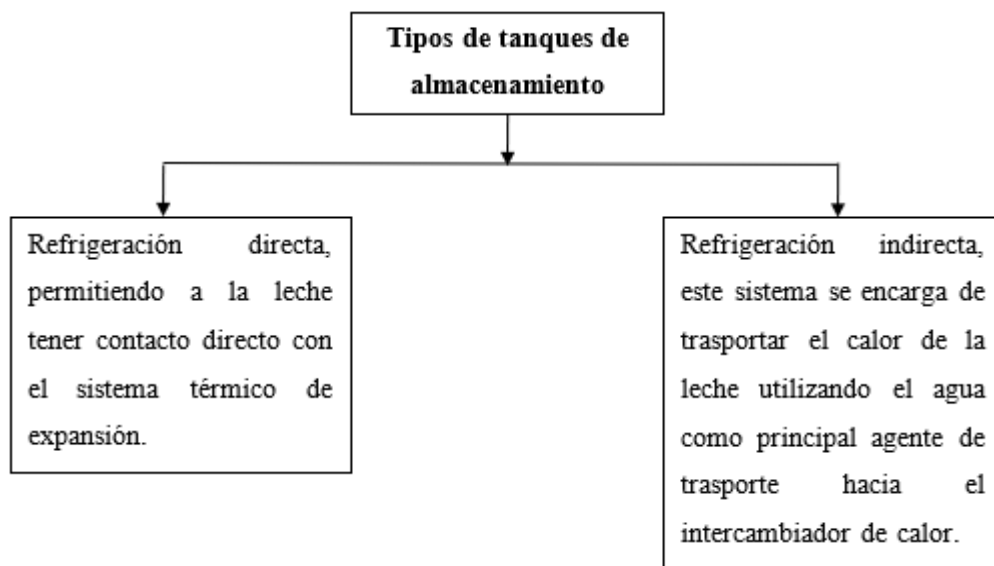 Tipos de tanques de
almacenamiento
Refrigeración directa,
permitiendo a la leche
tener contacto directo con
el sistema térmico de
expansión.
Refrigeración indirecta,
este sistema se encarga de
trasportar el calor de la
leche utilizando el agua
como principal agente de
trasporte hacia el
intercambiador de calor.